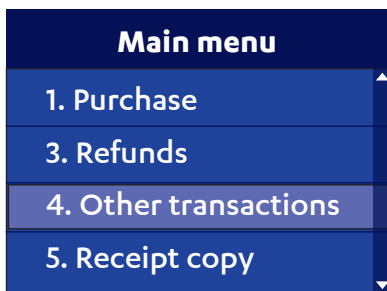 Main menu
1. Purchase
3. Refunds
4. Other transactions
5. Receipt copy